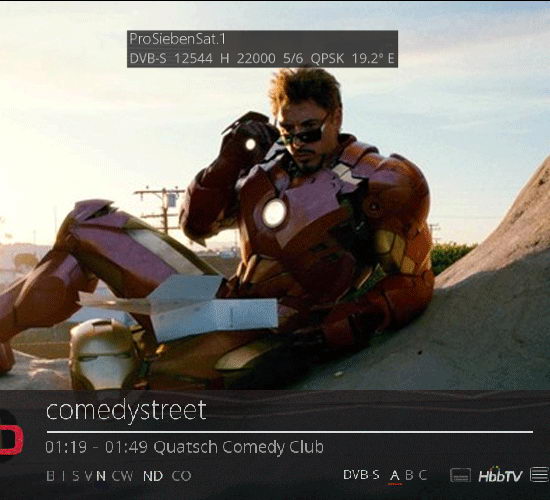 ProSiebenSat.1
DVB-S 12544 H 22000 5/6 QPSK 19.2° E
comedystreet
01:19 - 01:49 Quatsch Comedy Club
B I S V N CW ND CO
DVB S A B C HbbTV